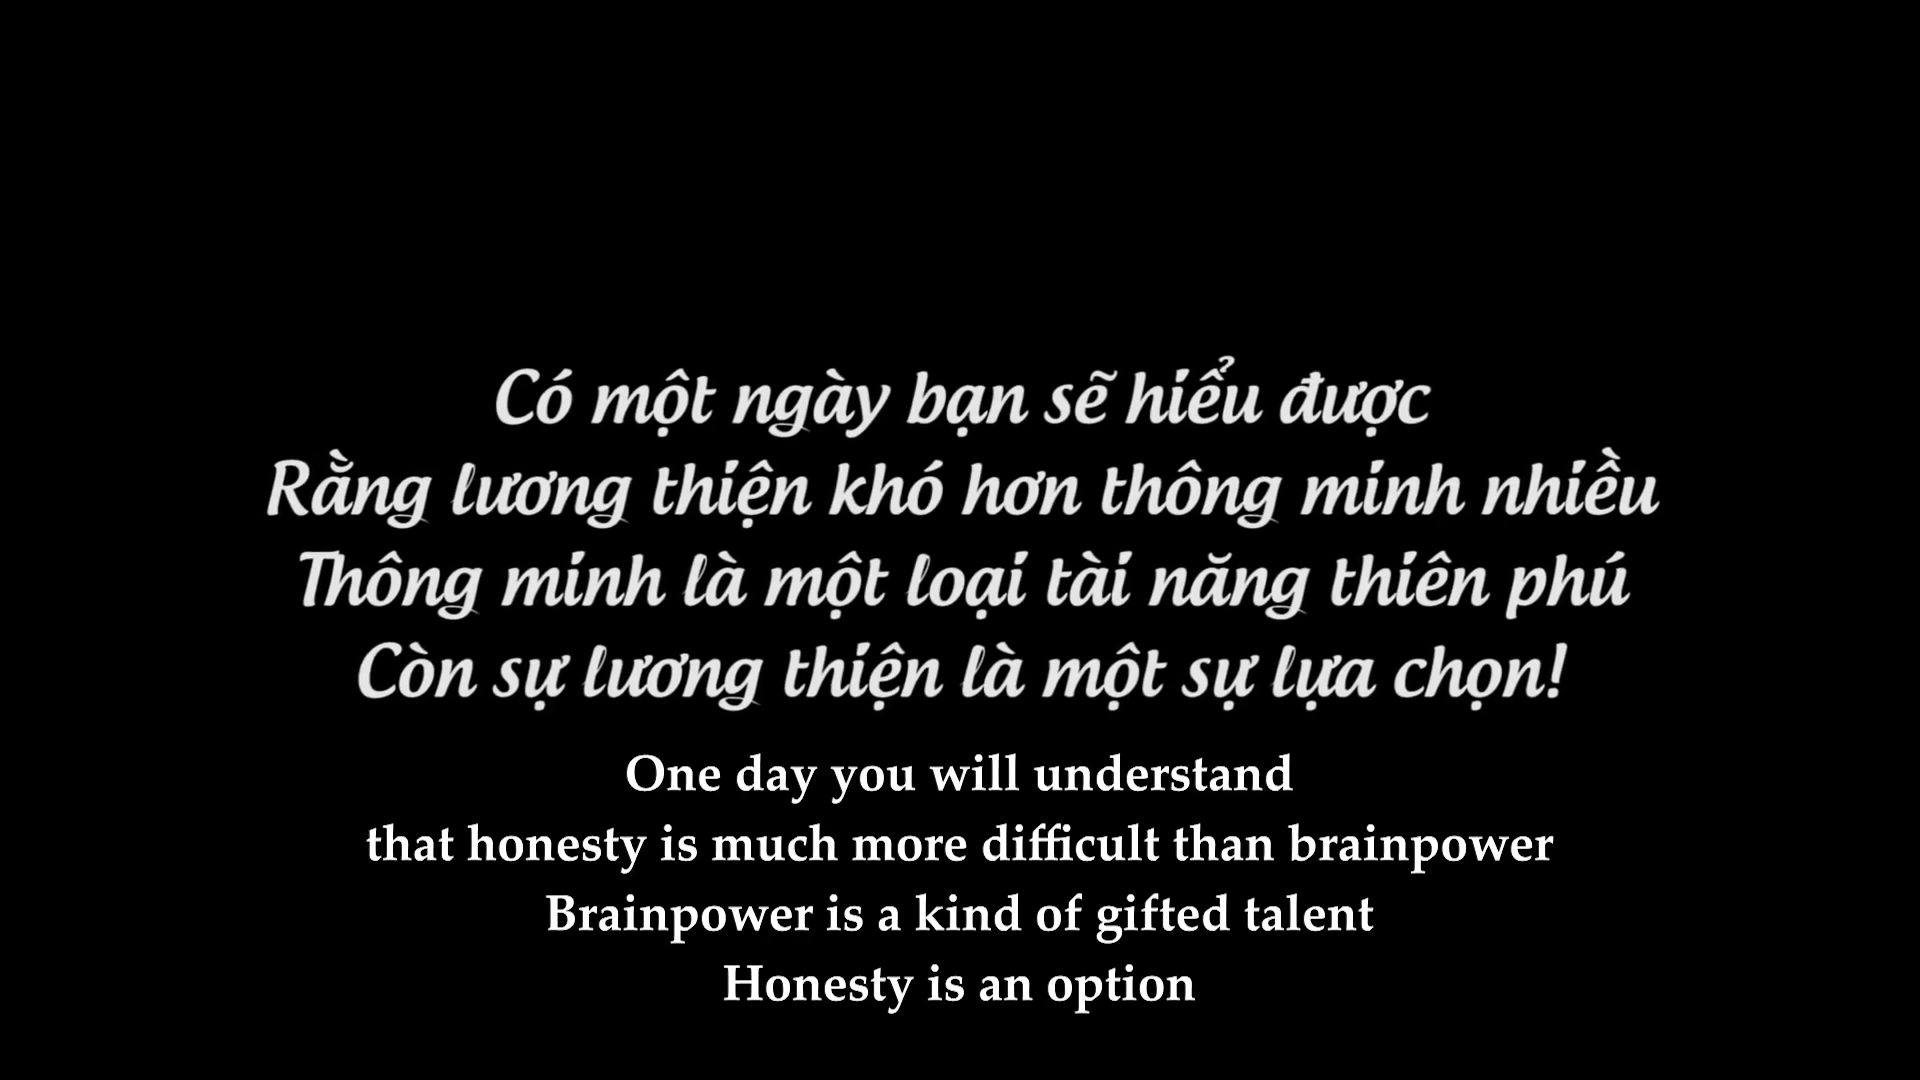 Có một ngày bạn sẽ hiểu được
Rằng lương thiện khó hơn thông minh nhiều
Thông minh là một loại tài năng thiên phú
Còn sự lương thiện là một sự lựa chọn!
One day you will understand
that honesty is much more difficult than brainpower
Brainpower is a kind of gifted talent
Honesty is an option